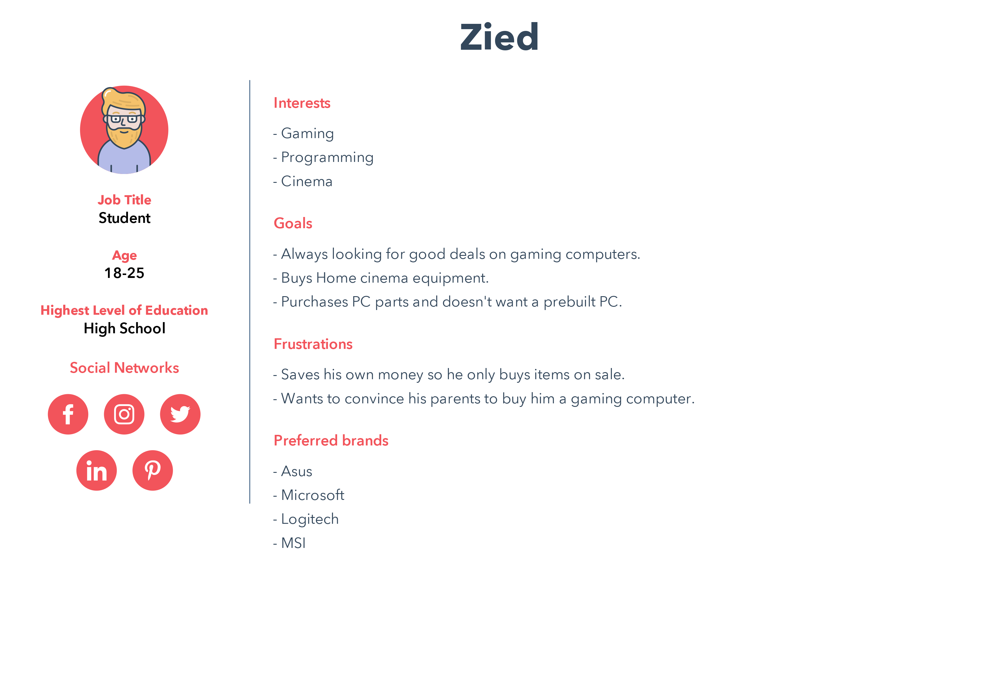 Zied
Job Title
Student
Age
18-25
Highest Level of Education
High School
Social Networks
Interests
- Gaming
- Programming
- Cinema
Goals
- Always looking for good deals on gaming computers.
- Buys Home cinema equipment.
- Purchases PC parts and doesn't want a prebuilt PC.
Frustrations
- Saves his own money so he only buys items on sale.
- Wants to convince his parents to buy him a gaming computer.
Preferred brands
- Asus
- Microsoft
- Logitech
- MSI